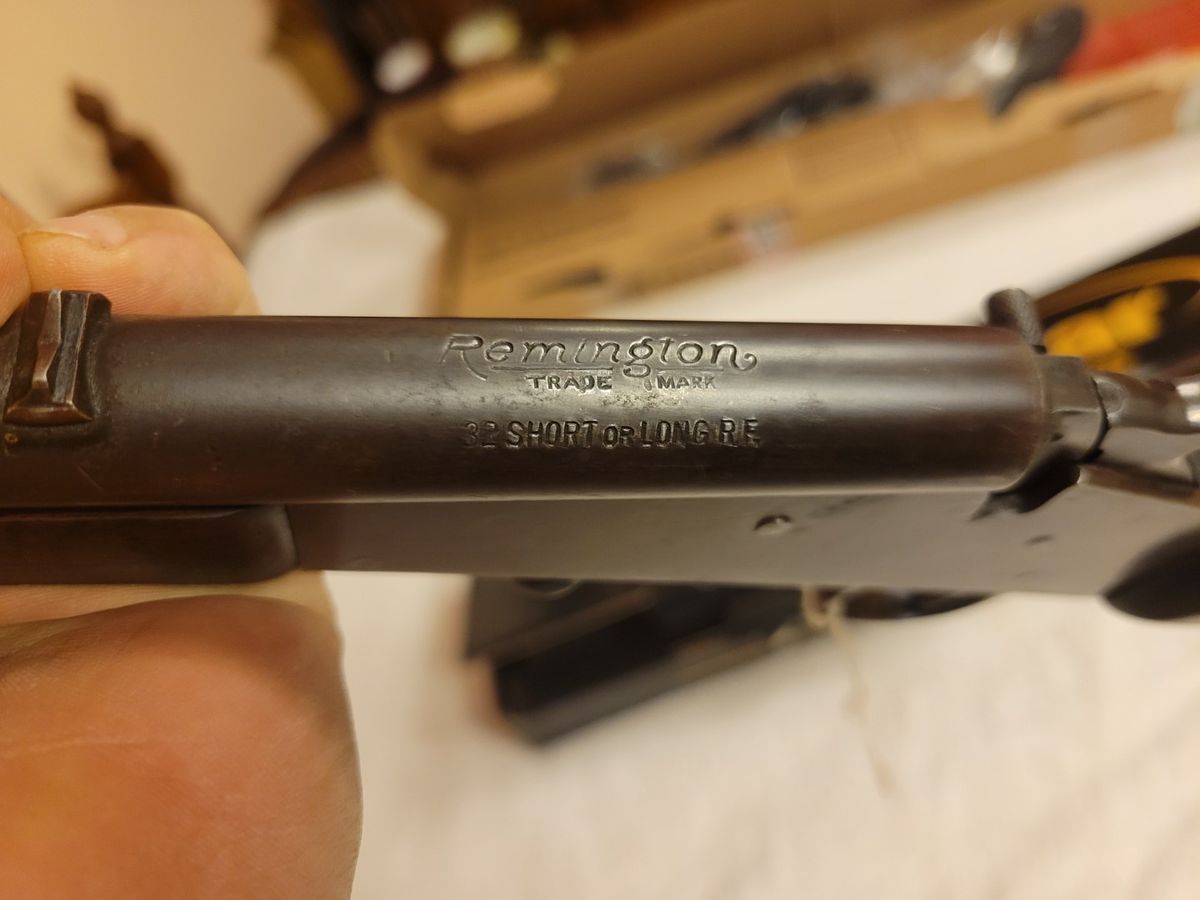 Remington
TRADE MARK
32 SHORT OR LONG R.F.